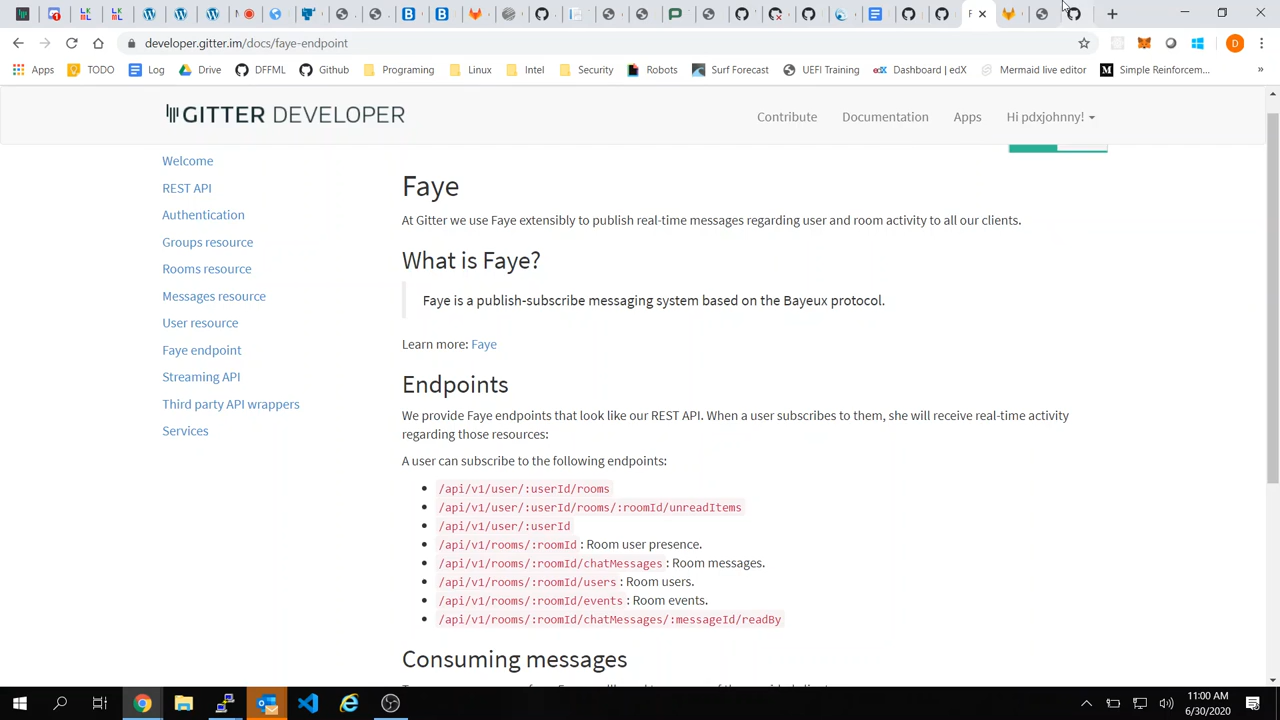 F
developer.gitter.im/docs/faye-endpoint
D
Apps TODO Log Drive DFFML Github Programing Linux Intel Security Robots Surf Forecast UEFI Training Dashboard | edX Mermaid live editor Simple Reinforcem... »
GITTER DEVELOPER
Contribute Documentation Apps Hi pdxjohnny!
Welcome
REST API
Authentication
Groups resource
Rooms resource
Messages resource
User resource
Faye endpoint
Streaming API
Third party API wrappers
Services
Faye
At Gitter we use Faye extensibly to publish real-time messages regarding user and room activity to all our clients.
What is Faye?
Faye is a publish-subscribe messaging system based on the Bayeux protocol.
Learn more: Faye
Endpoints
We provide Faye endpoints that look like our REST API. When a user subscribes to them, she will receive real-time activity
regarding those resources:
A user can subscribe to the following endpoints:
/api/v1/user/:userId/rooms
/api/v1/user/:userId/rooms/:roomId/unreadItems
/api/v1/user/:userId
/api/v1/rooms/:roomId : Room user presence.
/api/v1/rooms/:roomId/chatMessages : Room messages.
/api/v1/rooms/:roomId/users : Room users.
/api/v1/rooms/:roomId/events : Room events.
/api/v1/rooms/:roomId/chatMessages/:messageId/readBy
Consuming messages
11:00 AM
6/30/2020